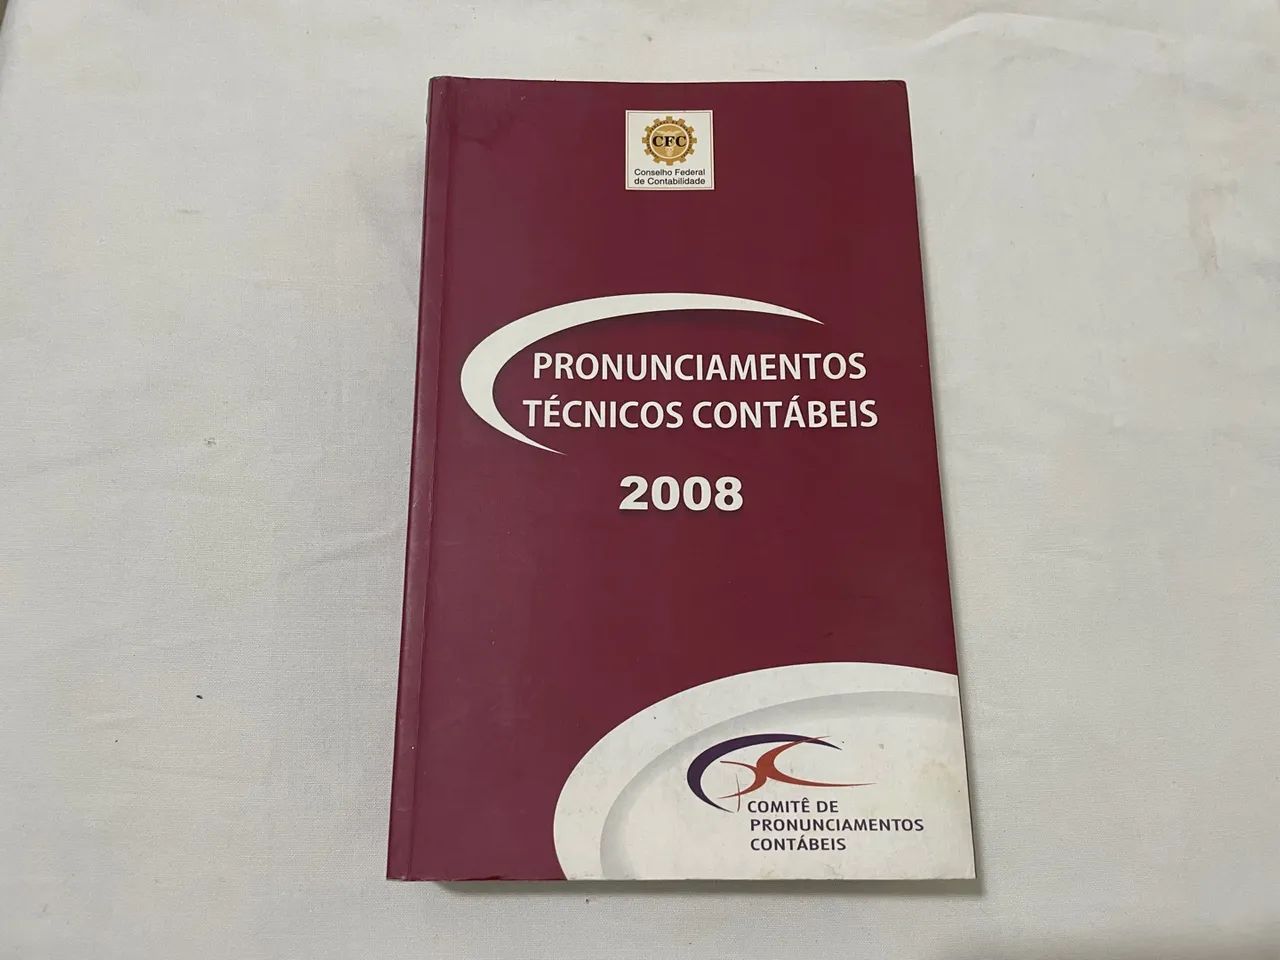 CFC
Conselho Federal
de Contabilidade
PRONUNCIAMENTOS
TÉCNICOS CONTÁBEIS
2008
COMITÊ DE
PRONUNCIAMENTOS
CONTÁBEIS